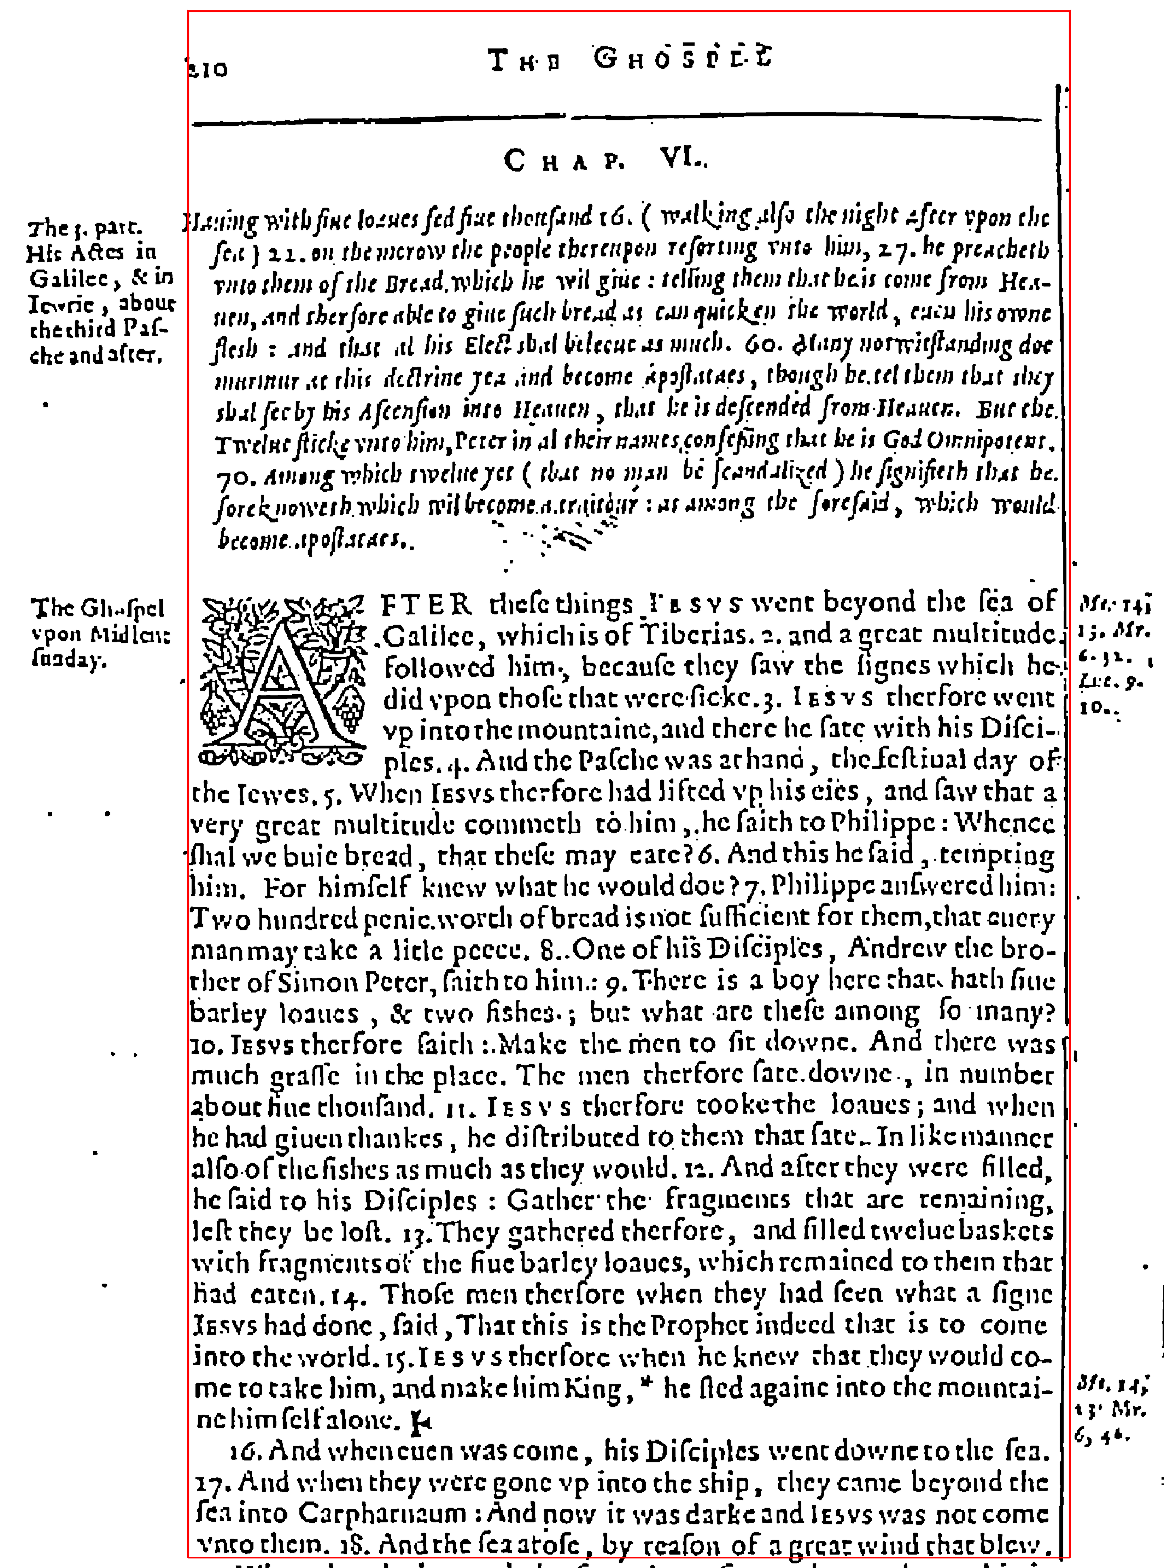 210
THE GHOSPEL
CHAP. VI.
The 3. part.
His Actes in
Galilee, & in
Iewrie, about
the third Paſ-
che and after.
Hauing with fiue loaues fed fiue thouſand 16. ( walking alſo the night after vpon the
ſea ) 22. on the morow the people thereupon reſorting vnto him, 27. he preacheth
vnto them of the Bread which he wil giue : telling them that he is come from Hea-
uen, and therfore able to giue ſuch bread as can quicken the world, euen his owne
fleſh : and that al his Elect shal beleeue as much. 60. Many notwitſtanding doe
murmur at this doctrine yea and become Apoſtataes, though he tel them that they
shal ſee by his Aſcenſion into Heauen, that he is deſcended from Heauen. But the
Twelue ſticke vnto him, Peter in al their names confeſsing that he is God Omnipotent.
70. Among which twelue yet ( that no man be ſcandalized ) he ſignifieth that he
foreknoweth which wil become a traitour : as among the foreſaid, which would
become apoſtataes.
The Ghoſpel
vpon Midlent
ſunday.
AFTER theſe things IESVS went beyond the ſea of
Galilee, which is of Tiberias. 2. and a great multitude
followed him, becauſe they ſaw the ſignes which he
did vpon thoſe that were ſicke. 3. IESVS therfore went
vp into the mountaine, and there he ſate with his Diſci-
ples. 4. And the Paſche was at hand, the feſtiual day of
the Iewes. 5. When IESVS therfore had lifted vp his eies, and ſaw that a
very great multitude commeth to him, he ſaith to Philippe : Whence
ſhal we buie bread, that theſe may eate? 6. And this he ſaid, tempting
him. For himſelf knew what he would doe? 7. Philippe anſwered him:
Two hundred penie worth of bread is not ſufficient for them, that euery
man may take a litle peece. 8. One of his Diſciples, Andrew the bro-
ther of Simon Peter, ſaith to him : 9. There is a boy here that hath fiue
barley loaues, & two fishes ; but what are theſe among ſo many?
10. IESVS therfore ſaith : Make the men to ſit downe. And there was
much graſſe in the place. The men therfore ſate downe, in number
about fiue thouſand. 11. IESVS therfore tooke the loaues ; and when
he had giuen thankes, he diſtributed to them that ſate. In like manner
alſo of the fishes as much as they would. 12. And after they were filled,
he ſaid to his Diſciples : Gather the fragments that are remaining,
leſt they be loſt. 13. They gathered therfore, and filled twelue baskets
with fragments of the fiue barley loaues, which remained to them that
had eaten. 14. Thoſe men therfore when they had ſeen what a ſigne
IESVS had done, ſaid, That this is the Prophet indeed that is to come
into the world. 15. IESVS therfore when he knew that they would co-
me to take him, and make him King, * he fled againe into the mountai-
ne himſelf alone.
16. And when euen was come, his Diſciples went downe to the ſea.
17. And when they were gone vp into the ship, they came beyond the
ſea into Capharnaum : And now it was darke and IESVS was not come
vnto them. 18. And the ſea aroſe, by reaſon of a great wind that blew.
Mt. 14,
13. Mr.
6. 32.
Luc. 9.
10.
Mt. 14,
23. Mr.
6, 46.